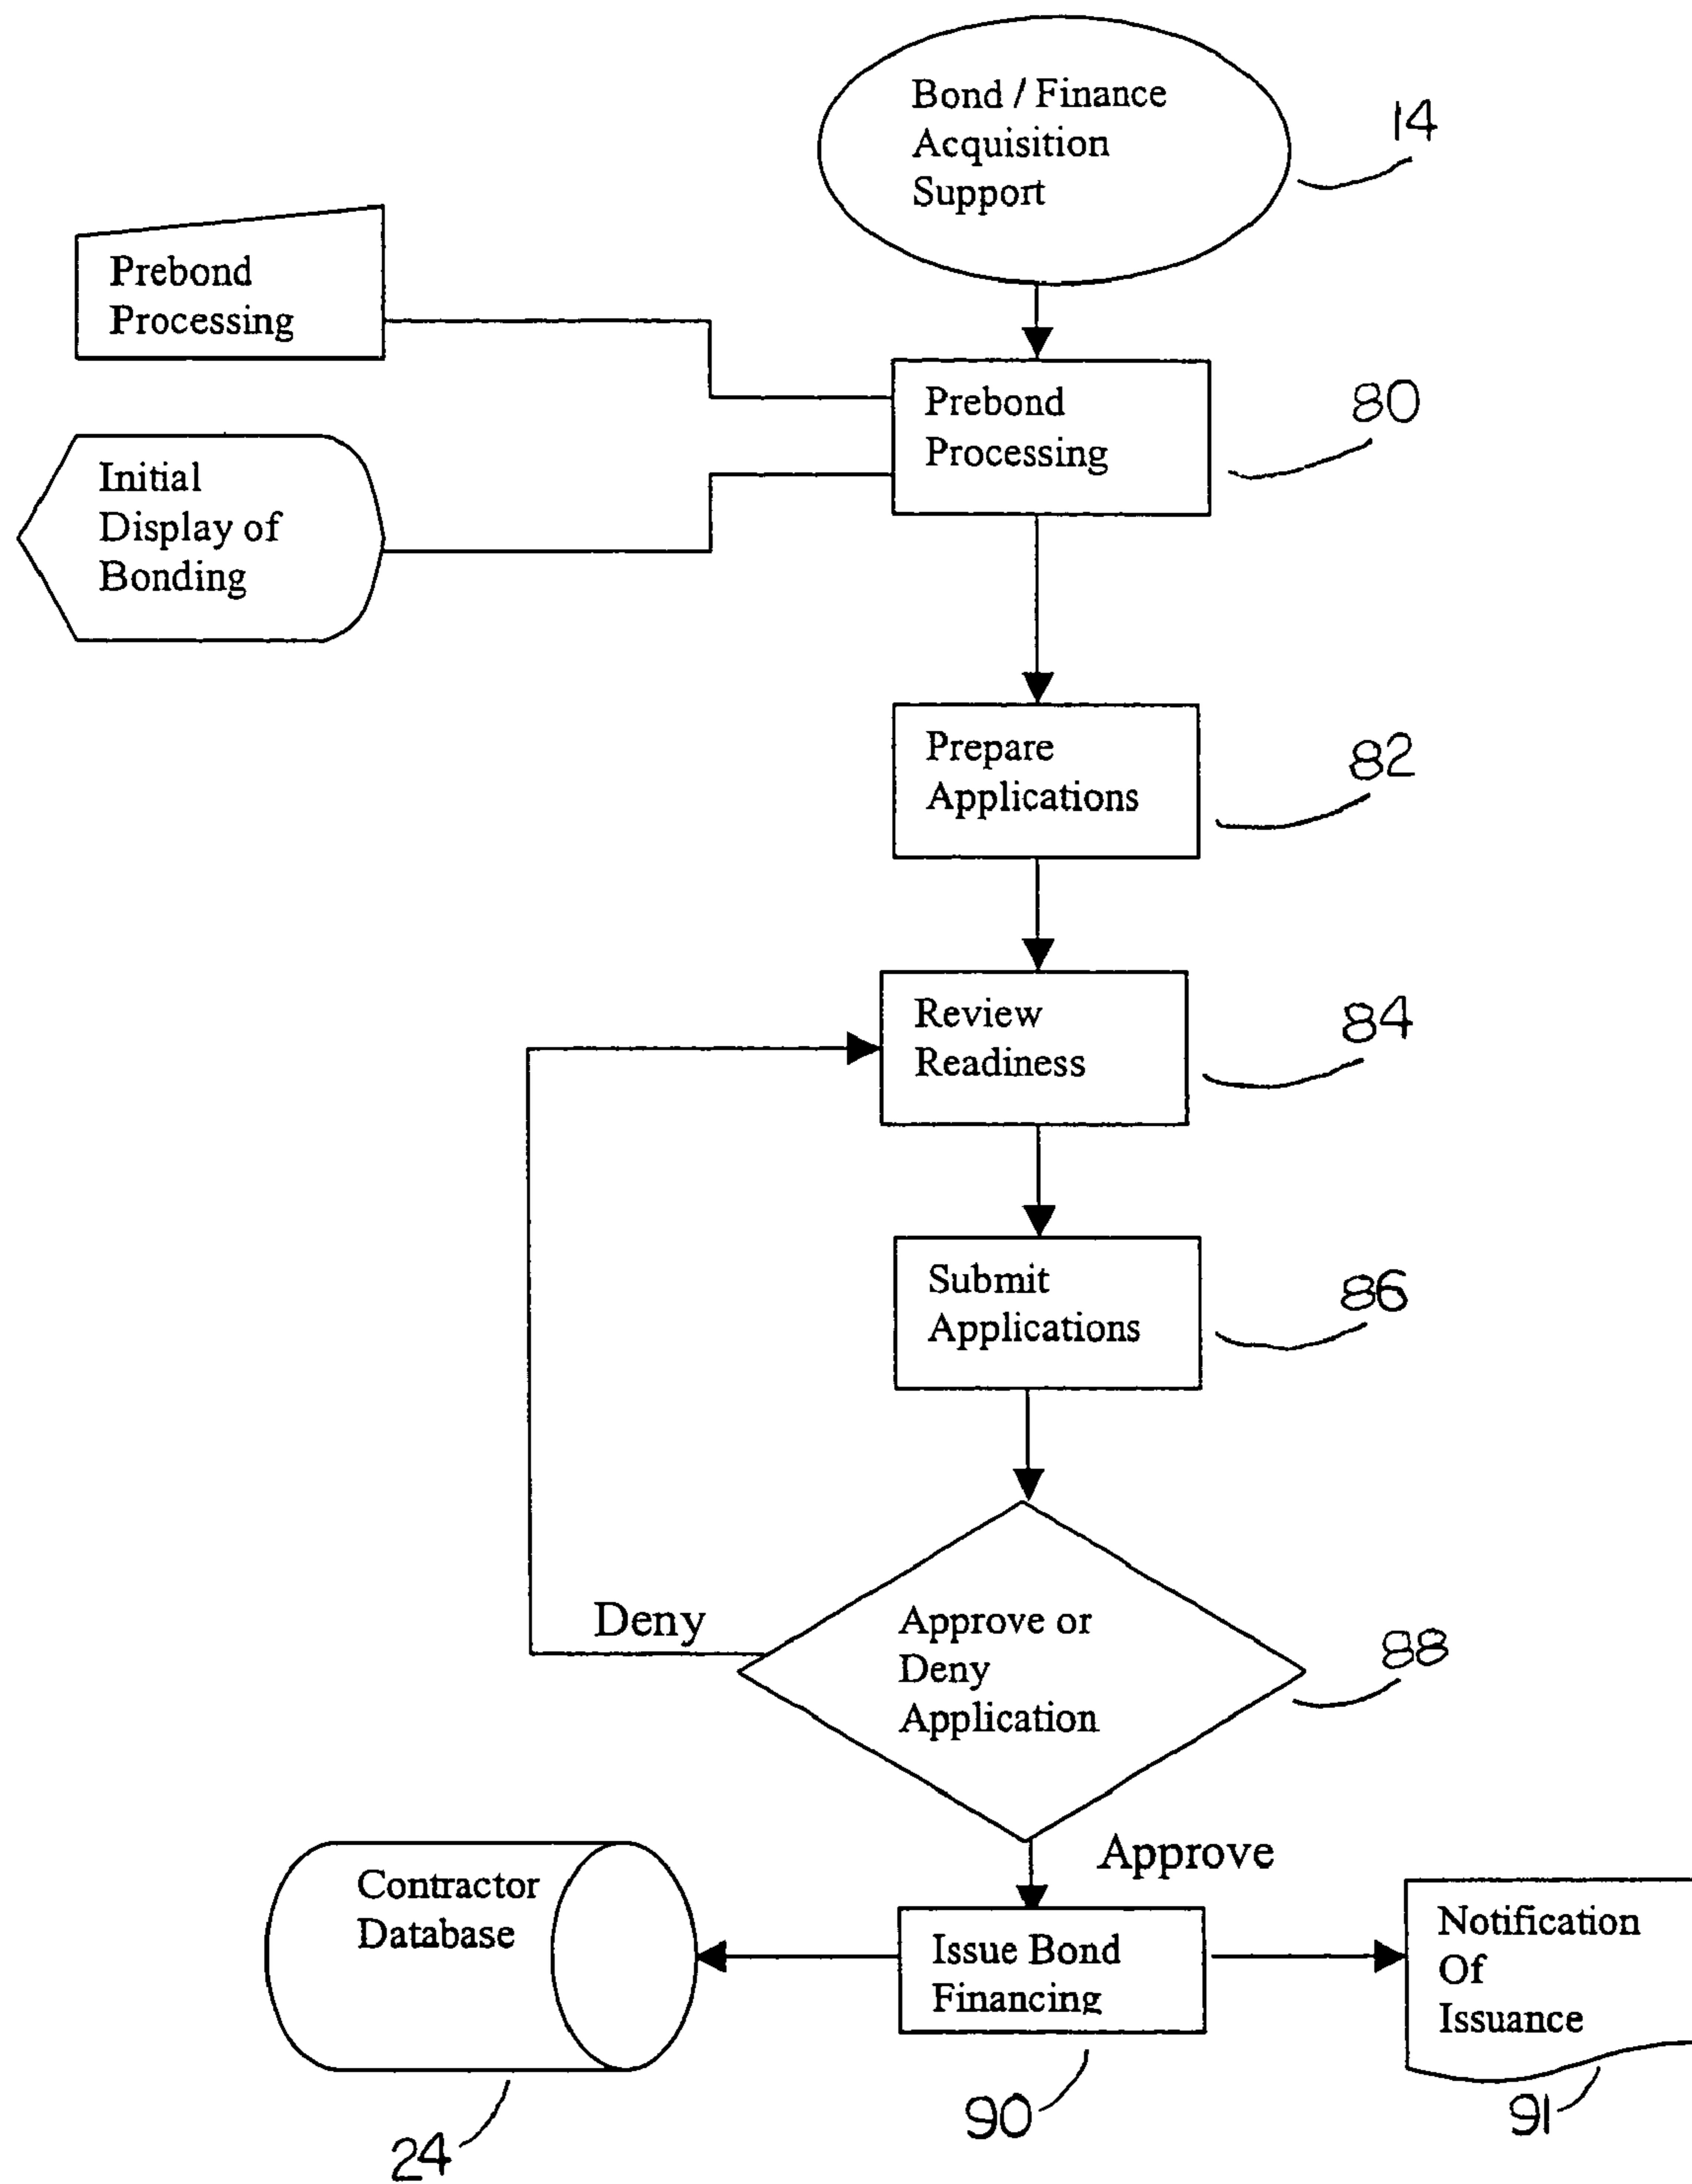 Bond / Finance
Acquisition
Support
14
Prebond
Processing
Prebond
Processing
80
Initial
Display of
Bonding
Prepare
Applications
82
Review
Readiness
84
Submit
Applications
86
Deny
Approve or
Deny
Application
88
Approve
Contractor
Database
Issue Bond
Financing
Notification
Of
Issuance
24
90
91